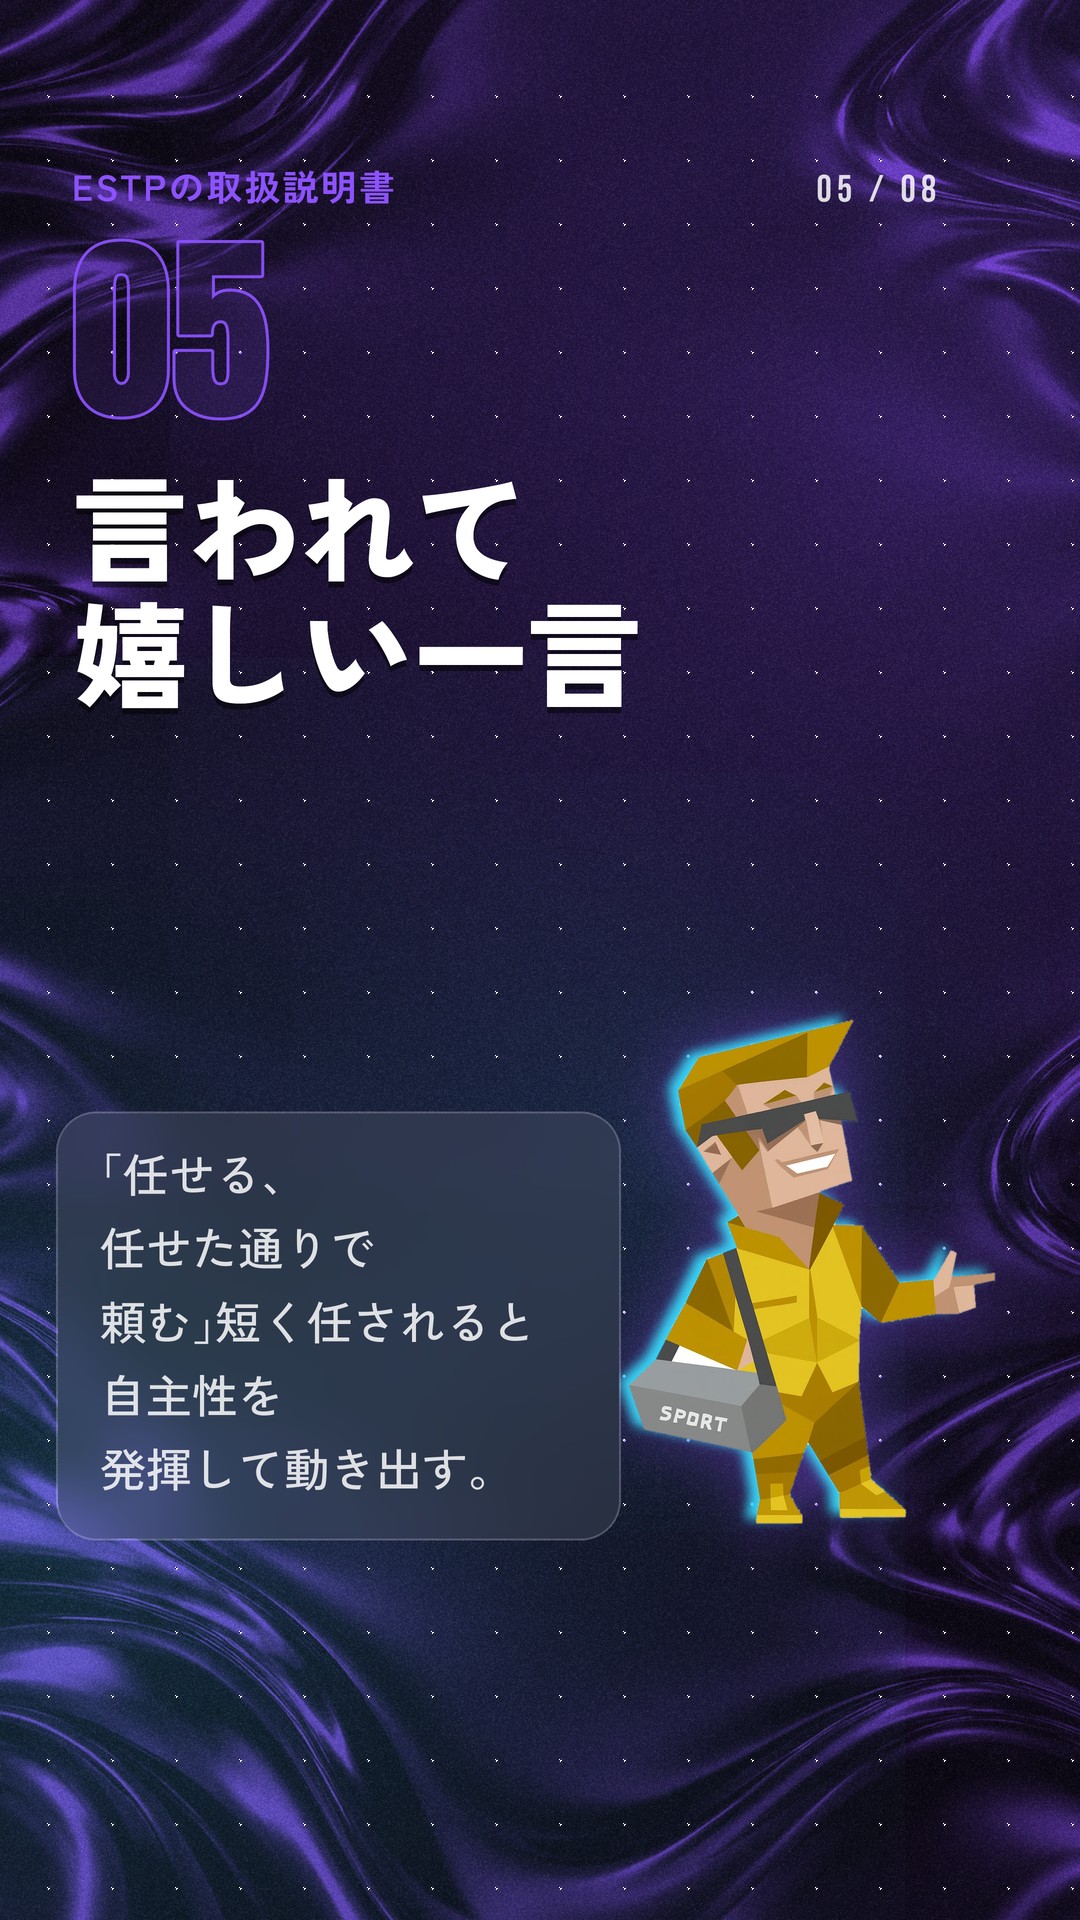 ESTPの取扱説明書
05 / 08
05
言われて
嬉しい一言
「任せる、
任せた通りで
頼む」短く任されると
自主性を
発揮して動き出す。
SPORT